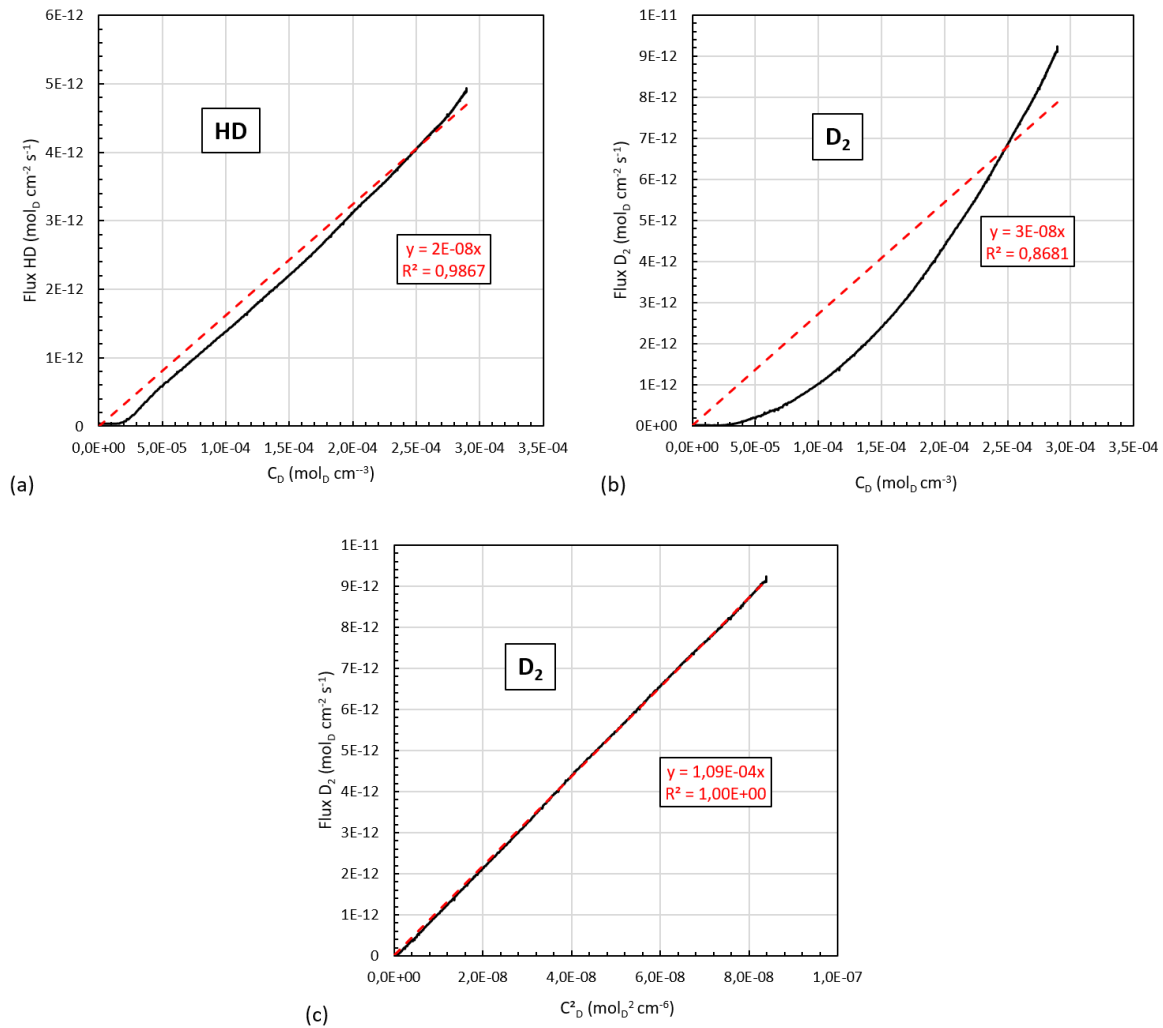 6E-12
5E-12
4E-12
3E-12
2E-12
1E-12
0
Flux HD (mol_D cm⁻² s⁻¹)
HD
y = 2E-08x
R² = 0,9867
0,0E+00 5,0E-05 1,0E-04 1,5E-04 2,0E-04 2,5E-04 3,0E-04 3,5E-04
C_D (mol_D cm⁻⁻³)
(a)
1E-11
9E-12
8E-12
7E-12
6E-12
5E-12
4E-12
3E-12
2E-12
1E-12
0E+00
Flux D₂ (mol_D cm⁻² s⁻¹)
D₂
y = 3E-08x
R² = 0,8681
0,0E+00 5,0E-05 1,0E-04 1,5E-04 2,0E-04 2,5E-04 3,0E-04 3,5E-04
C_D (mol_D cm⁻³)
(b)
1E-11
9E-12
8E-12
7E-12
6E-12
5E-12
4E-12
3E-12
2E-12
1E-12
0
Flux D₂ (mol_D cm⁻² s⁻¹)
D₂
y = 1,09E-04x
R² = 1,00E+00
0,0E+00 2,0E-08 4,0E-08 6,0E-08 8,0E-08 1,0E-07
C²_D (mol_D² cm⁻⁶)
(c)